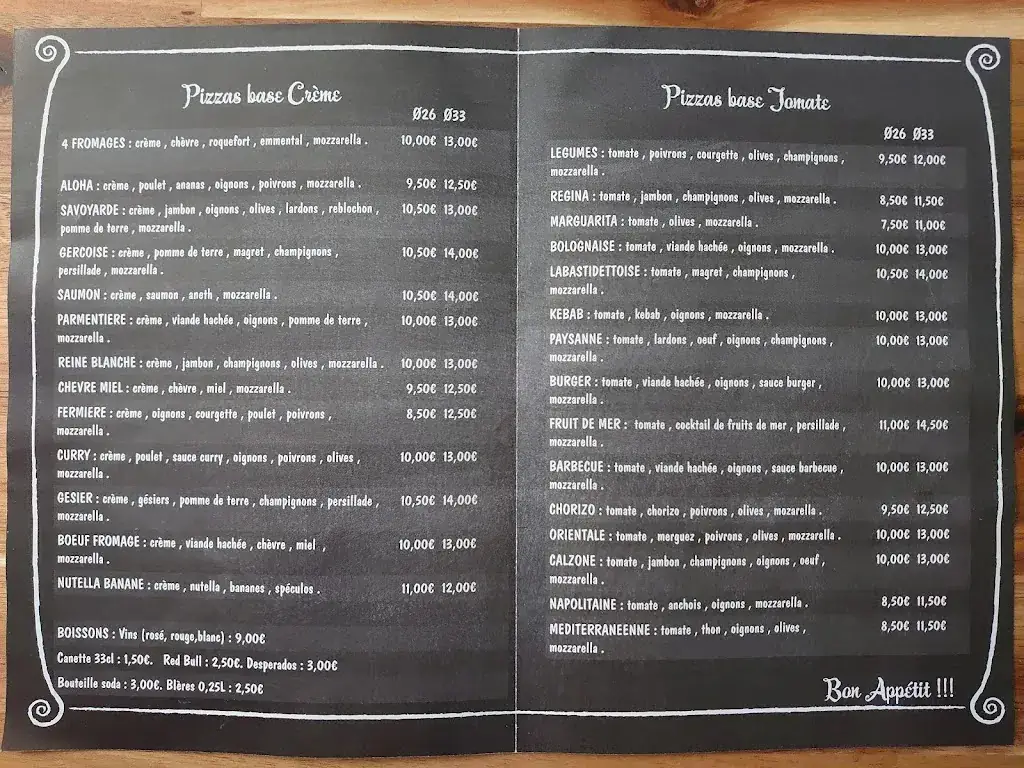 Pizzas base Crème
Ø26 Ø33
4 FROMAGES : crème , chèvre , roquefort , emmental , mozzarella . 10,00€ 13,00€
ALOHA : crème , poulet , ananas , oignons , poivrons , mozzarella . 9,50€ 12,50€
SAVOYARDE : crème , jambon , oignons , olives , lardons , reblochon , 10,50€ 13,00€
pomme de terre , mozzarella .
GERCOISE : crème , pomme de terre , magret , champignons , 10,50€ 14,00€
persillade , mozzarella .
SAUMON : crème , saumon , aneth , mozzarella . 10,50€ 14,00€
PARMENTIERE : crème , viande hachée , oignons , pomme de terre , 10,00€ 13,00€
mozzarella .
REINE BLANCHE : crème , jambon , champignons , olives , mozzarella . 10,00€ 13,00€
CHEVRE MIEL : crème , chèvre , miel , mozzarella . 9,50€ 12,50€
FERMIERE : crème , oignons , courgette , poulet , poivrons , 8,50€ 12,50€
mozzarella .
CURRY : crème , poulet , sauce curry , oignons , poivrons , olives , 10,00€ 13,00€
mozzarella .
GESIER : crème , gésiers , pomme de terre , champignons , persillade , 10,50€ 14,00€
mozzarella .
BOEUF FROMAGE : crème , viande hachée , chèvre , miel , 10,00€ 13,00€
mozzarella .
NUTELLA BANANE : crème , nutella , bananes , spéculos . 11,00€ 12,00€
BOISSONS : Vins (rosé, rouge,blanc) : 9,00€
Canette 33cl : 1,50€. Red Bull : 2,50€. Desperados : 3,00€
Bouteille soda : 3,00€. Blères 0,25L : 2,50€
Pizzas base Tomate
Ø26 Ø33
LEGUMES : tomate , poivrons , courgette , olives , champignons , 9,50€ 12,00€
mozzarella .
REGINA : tomate , jambon , champignons , olives , mozzarella . 8,50€ 11,50€
MARGUARITA : tomate , olives , mozzarella . 7,50€ 11,00€
BOLOGNAISE : tomate , viande hachée , oignons , mozzarella . 10,00€ 13,00€
LABASTIDETTOISE : tomate , magret , champignons , 10,50€ 14,00€
mozzarella .
KEBAB : tomate , kebab , oignons , mozzarella . 10,00€ 13,00€
PAYSANNE : tomate , lardons , oeuf , oignons , champignons , 10,00€ 13,00€
mozzarella .
BURGER : tomate , viande hachée , oignons , sauce burger , 10,00€ 13,00€
mozzarella .
FRUIT DE MER : tomate , cocktail de fruits de mer , persillade , 11,00€ 14,50€
mozzarella .
BARBECUE : tomate , viande hachée , oignons , sauce barbecue , 10,00€ 13,00€
mozzarella .
CHORIZO : tomate , chorizo , poivrons , olives , mozarella . 9,50€ 12,50€
ORIENTALE : tomate , merguez , poivrons , olives , mozzarella . 10,00€ 13,00€
CALZONE : tomate , jambon , champignons , oignons , oeuf , 10,00€ 13,00€
mozzarella .
NAPOLITAINE : tomate , anchois , oignons , mozzarella . 8,50€ 11,50€
MEDITERRANEENNE : tomate , thon , oignons , olives , 8,50€ 11,50€
mozzarella .
Bon Appétit !!!